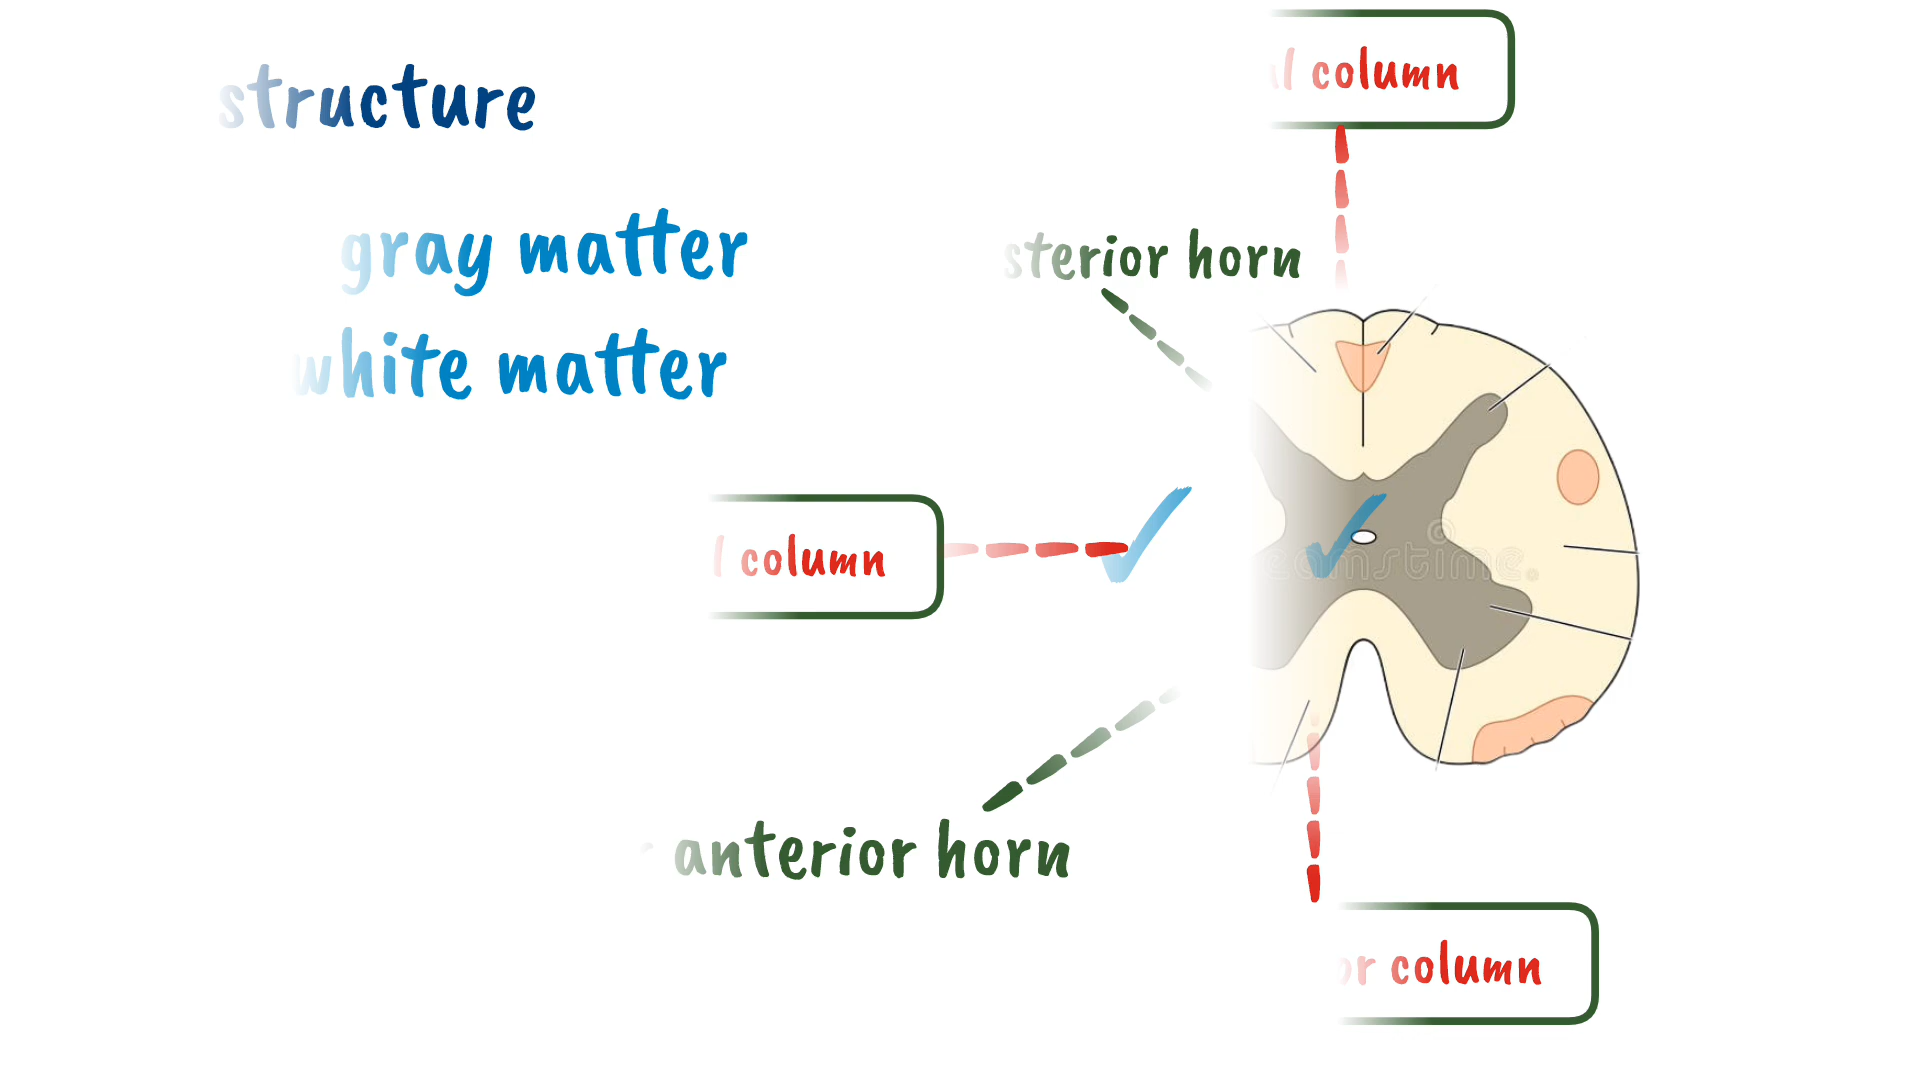 structure
column
gray matter
sterior horn
white matter
column
anterior horn
column